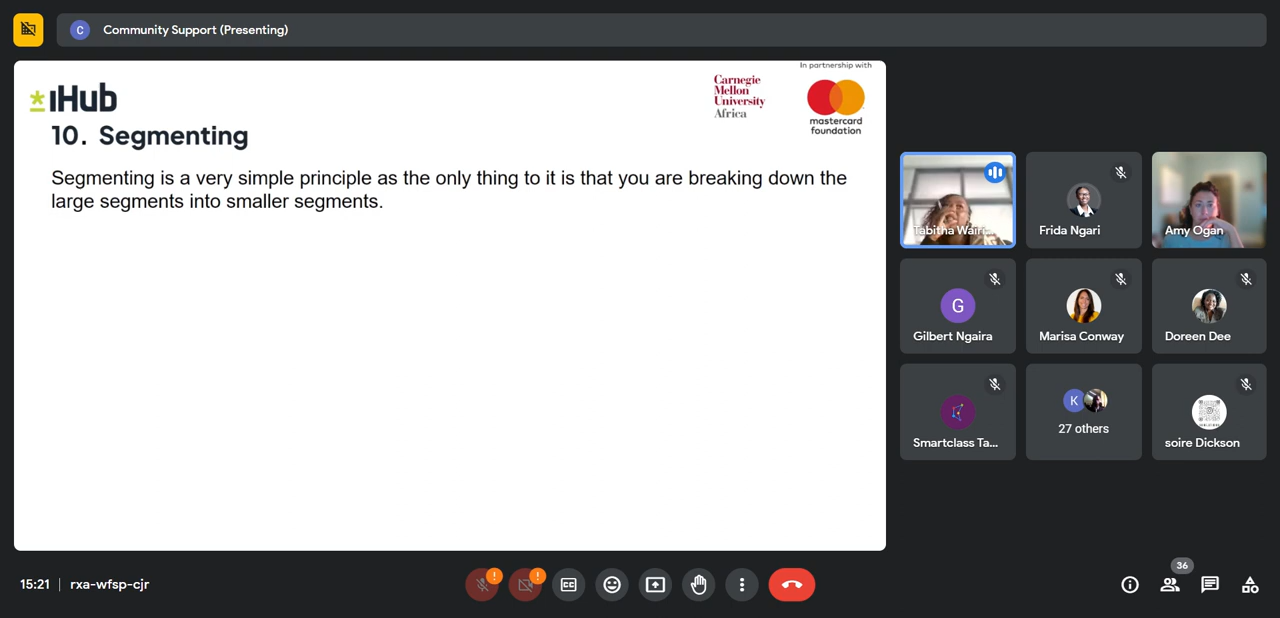 C
Community Support (Presenting)
iHub
Carnegie
Mellon
University
Africa
In partnership with
mastercard
foundation
10. Segmenting
Segmenting is a very simple principle as the only thing to it is that you are breaking down the
large segments into smaller segments.
Tabitha Wairi...
Frida Ngari
Amy Ogan
G
Gilbert Ngaira
Marisa Conway
Doreen Dee
Smartclass Ta...
K
27 others
soire Dickson
15:21 | rxa-wfsp-cjr
!
!
CC
36